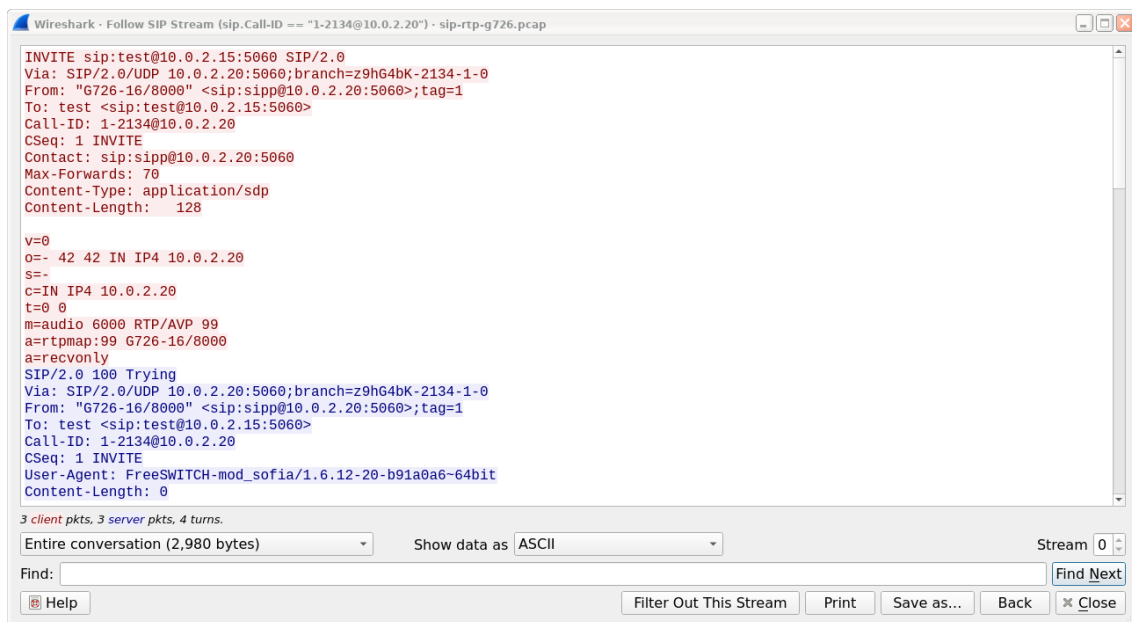 Wireshark · Follow SIP Stream (sip.Call-ID == "1-2134@10.0.2.20") · sip-rtp-g726.pcap
INVITE sip:test@10.0.2.15:5060 SIP/2.0
Via: SIP/2.0/UDP 10.0.2.20:5060;branch=z9hG4bK-2134-1-0
From: "G726-16/8000" <sip:sipp@10.0.2.20:5060>;tag=1
To: test <sip:test@10.0.2.15:5060>
Call-ID: 1-2134@10.0.2.20
CSeq: 1 INVITE
Contact: sip:sipp@10.0.2.20:5060
Max-Forwards: 70
Content-Type: application/sdp
Content-Length:   128

v=0
o=- 42 42 IN IP4 10.0.2.20
s=-
c=IN IP4 10.0.2.20
t=0 0
m=audio 6000 RTP/AVP 99
a=rtpmap:99 G726-16/8000
a=recvonly
SIP/2.0 100 Trying
Via: SIP/2.0/UDP 10.0.2.20:5060;branch=z9hG4bK-2134-1-0
From: "G726-16/8000" <sip:sipp@10.0.2.20:5060>;tag=1
To: test <sip:test@10.0.2.15:5060>
Call-ID: 1-2134@10.0.2.20
CSeq: 1 INVITE
User-Agent: FreeSWITCH-mod_sofia/1.6.12-20-b91a0a6~64bit
Content-Length: 0
3 client pkts, 3 server pkts, 4 turns.
Entire conversation (2,980 bytes) Show data as ASCII Stream 0
Find: Find Next
Help Filter Out This Stream Print Save as... Back Close